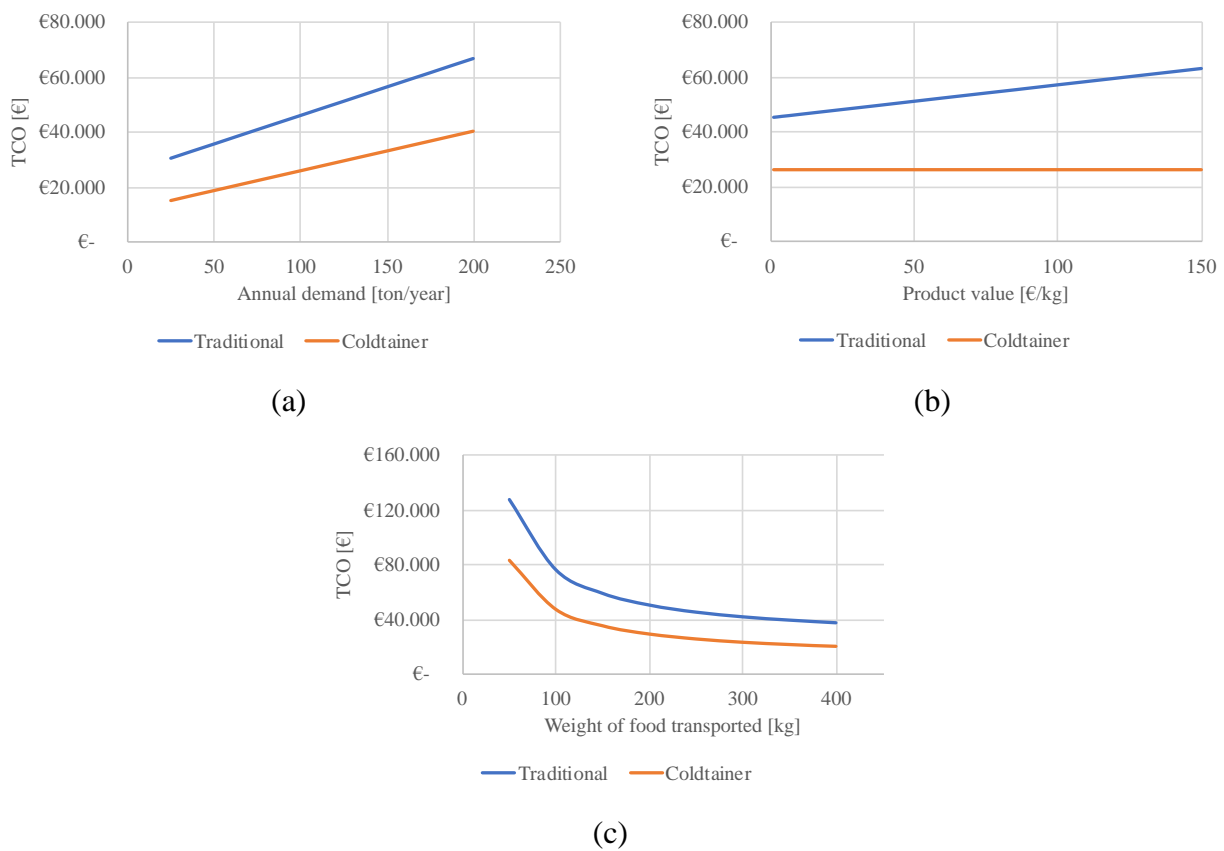 €80.000
€60.000
€40.000
€20.000
€-
TCO [€]
0 50 100 150 200 250
Annual demand [ton/year]
Traditional Coldtainer
(a)
€80.000
€60.000
€40.000
€20.000
€-
TCO [€]
0 50 100 150
Product value [€/kg]
Traditional Coldtainer
(b)
€160.000
€120.000
€80.000
€40.000
€-
TCO [€]
0 100 200 300 400
Weight of food transported [kg]
Traditional Coldtainer
(c)